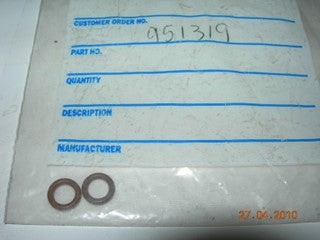 CUSTOMER ORDER NO.
951319
PART NO.
QUANTITY
DESCRIPTION
MANUFACTURER
27.04.2010